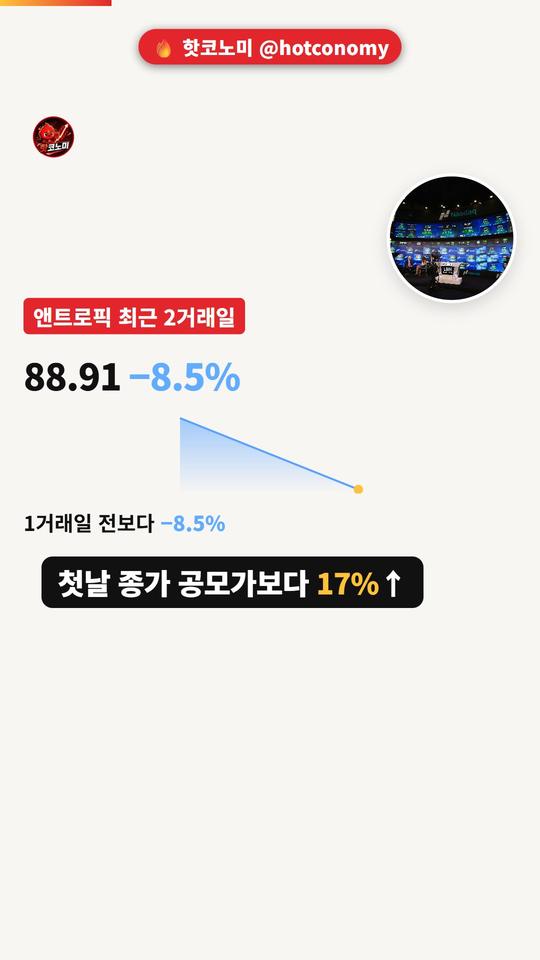 🔥 핫코노미 @hotconomy
핫코노미
앤트로픽 최근 2거래일
88.91 −8.5%
1거래일 전보다 −8.5%
첫날 종가 공모가보다 17%↑